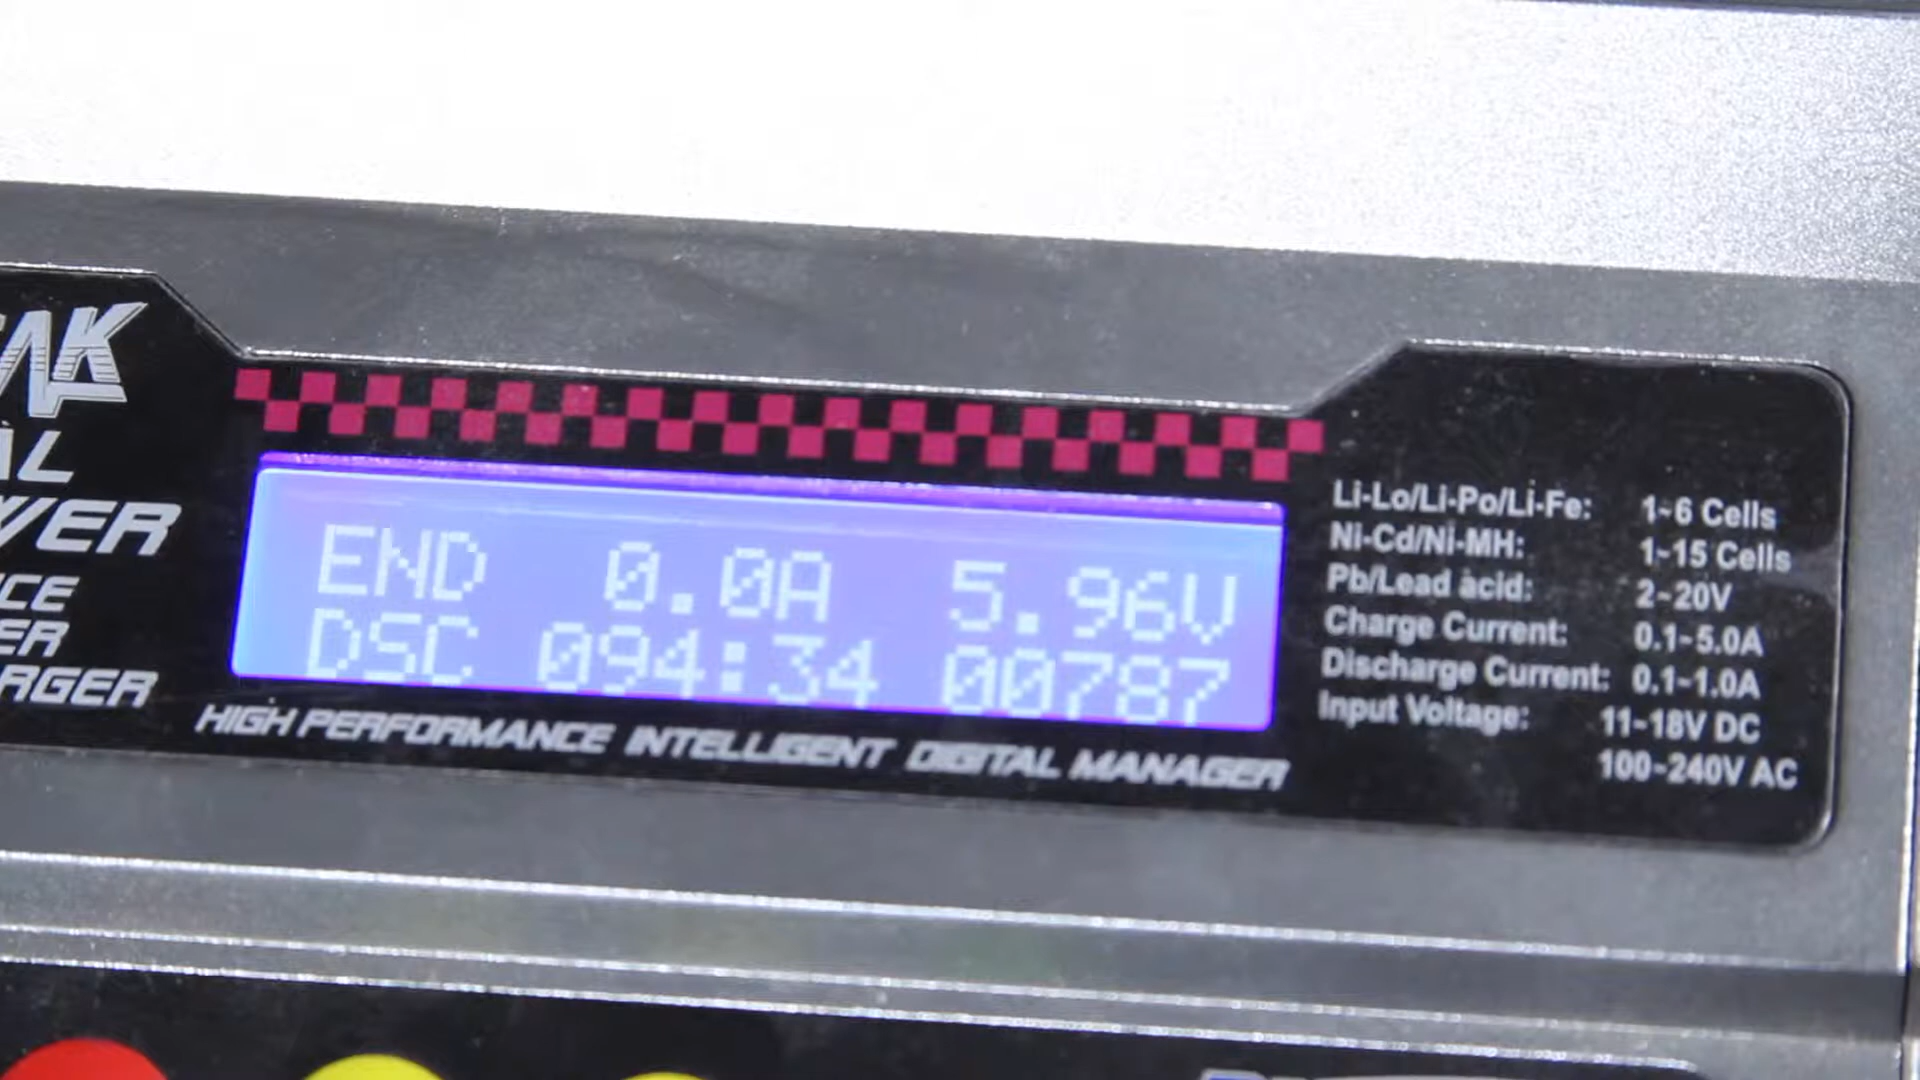 END 0.0A 5.96V
DSC 094:34 00787
HIGH PERFORMANCE INTELLIGENT DIGITAL MANAGER
Li-Lo/Li-Po/Li-Fe: 1~6 Cells
Ni-Cd/Ni-MH: 1~15 Cells
Pb/Lead acid: 2~20V
Charge Current: 0.1~5.0A
Discharge Current: 0.1~1.0A
Input Voltage: 11-18V DC
100~240V AC